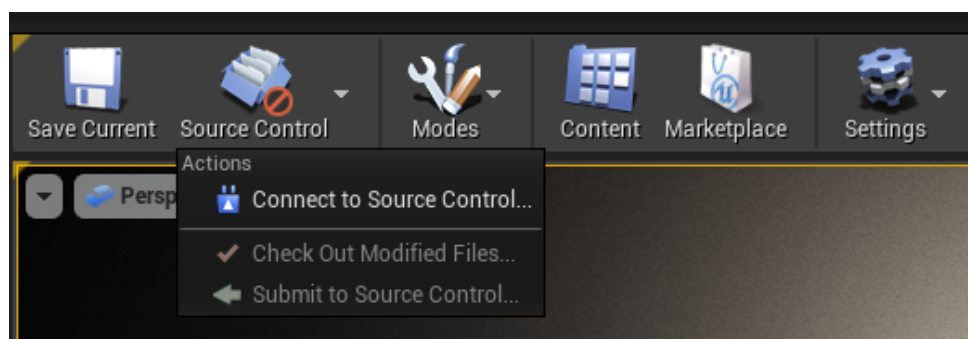 Save Current
Source Control
Modes
Content
Marketplace
Settings
Actions
Persp
Connect to Source Control...
Check Out Modified Files...
Submit to Source Control...